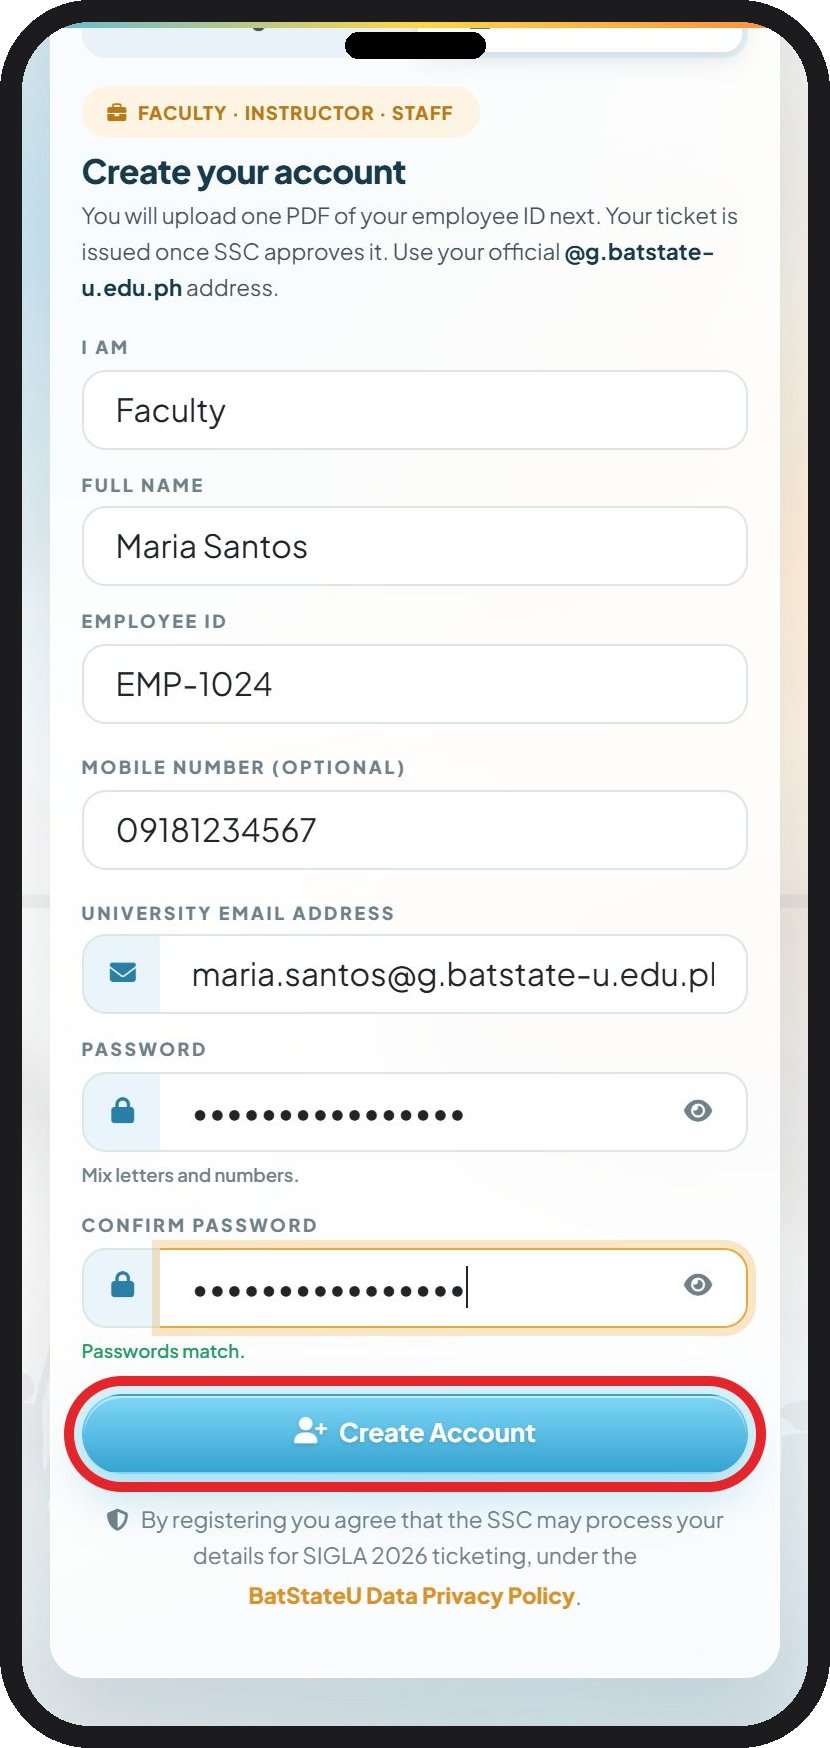 FACULTY · INSTRUCTOR · STAFF
Create your account
You will upload one PDF of your employee ID next. Your ticket is
issued once SSC approves it. Use your official @g.batstate-
u.edu.ph address.
I AM
Faculty
FULL NAME
Maria Santos
EMPLOYEE ID
EMP-1024
MOBILE NUMBER (OPTIONAL)
09181234567
UNIVERSITY EMAIL ADDRESS
maria.santos@g.batstate-u.edu.p
PASSWORD
••••••••••••••••
Mix letters and numbers.
CONFIRM PASSWORD
••••••••••••••••
Passwords match.
Create Account
By registering you agree that the SSC may process your
details for SIGLA 2026 ticketing, under the
BatStateU Data Privacy Policy.